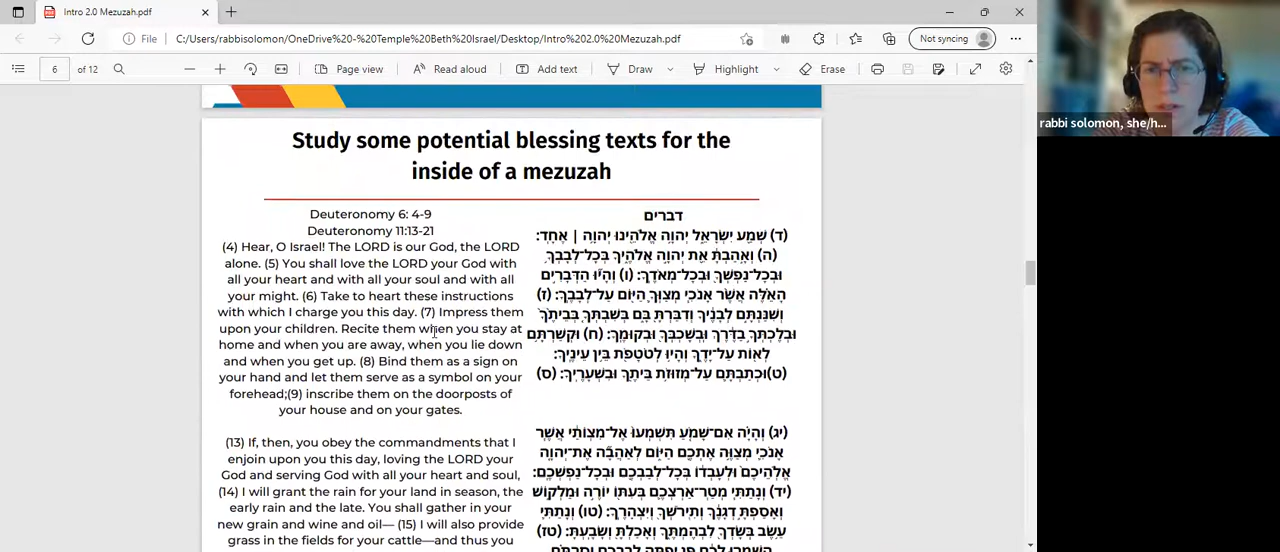 Intro 2.0 Mezuzah.pdf
File
C:/Users/rabbisolomon/OneDrive%20-%20Temple%20Beth%20Israel/Desktop/Intro%202.0%20Mezuzah.pdf
Not syncing
6 of 12
Page view
Read aloud
Add text
Draw
Highlight
Erase
rabbi solomon, she/h...
Study some potential blessing texts for the
inside of a mezuzah
Deuteronomy 6: 4-9
Deuteronomy 11:13-21
(4) Hear, O Israel! The LORD is our God, the LORD
alone. (5) You shall love the LORD your God with
all your heart and with all your soul and with all
your might. (6) Take to heart these instructions
with which I charge you this day. (7) Impress them
upon your children. Recite them when you stay at
home and when you are away, when you lie down
and when you get up. (8) Bind them as a sign on
your hand and let them serve as a symbol on your
forehead;(9) inscribe them on the doorposts of
your house and on your gates.
(13) If, then, you obey the commandments that I
enjoin upon you this day, loving the LORD your
God and serving God with all your heart and soul,
(14) I will grant the rain for your land in season, the
early rain and the late. You shall gather in your
new grain and wine and oil— (15) I will also provide
grass in the fields for your cattle—and thus you
דברים
(ד) שְׁמַ֖ע יִשְׂרָאֵ֑ל יְהוָ֥ה אֱלֹהֵ֖ינוּ יְהוָ֥ה ׀ אֶחָֽד׃
(ה) וְאָ֣הַבְתָּ֔ אֵ֖ת יְהוָ֣ה אֱלֹהֶ֑יךָ בְּכָל־לְבָבְךָ֥
וּבְכָל־נַפְשְׁךָ֖ וּבְכָל־מְאֹדֶֽךָ׃ (ו) וְהָי֞וּ הַדְּבָרִ֣ים
הָאֵ֗לֶּה אֲשֶׁ֨ר אָנֹכִ֧י מְצַוְּךָ֛ הַיּ֖וֹם עַל־לְבָבֶֽךָ׃ (ז)
וְשִׁנַּנְתָּ֣ם לְבָנֶ֔יךָ וְדִבַּרְתָּ֖ בָּ֑ם בְּשִׁבְתְּךָ֤ בְּבֵיתֶ֙ךָ֙
וּבְלֶכְתְּךָ֣ בַדֶּ֔רֶךְ וּֽבְשָׁכְבְּךָ֖ וּבְקוּמֶֽךָ׃ (ח) וּקְשַׁרְתָּ֥ם
לְא֖וֹת עַל־יָדֶ֑ךָ וְהָי֥וּ לְטֹטָפֹ֖ת בֵּ֥ין עֵינֶֽיךָ׃
(ט)וּכְתַבְתָּ֛ם עַל־מְזוּזֹ֥ת בֵּיתֶ֖ךָ וּבִשְׁעָרֶֽיךָ׃ (ס)
(יג) וְהָיָ֗ה אִם־שָׁמֹ֤עַ תִּשְׁמְעוּ֙ אֶל־מִצְוֺתַ֔י אֲשֶׁ֧ר
אָנֹכִ֛י מְצַוֶּ֥ה אֶתְכֶ֖ם הַיּ֑וֹם לְאַהֲבָ֞ה אֶת־יְהוָ֤ה
אֱלֹֽהֵיכֶם֙ וּלְעָבְד֔וֹ בְּכָל־לְבַבְכֶ֖ם וּבְכָל־נַפְשְׁכֶֽם׃
(יד) וְנָתַתִּ֧י מְטַֽר־אַרְצְכֶ֛ם בְּעִתּ֖וֹ יוֹרֶ֣ה וּמַלְק֑וֹשׁ
וְאָסַפְתָּ֣ דְגָנֶ֔ךָ וְתִֽירֹשְׁךָ֖ וְיִצְהָרֶֽךָ׃ (טו) וְנָתַתִּ֛י
עֵ֥שֶׂב בְּשָׂדְךָ֖ לִבְהֶמְתֶּ֑ךָ וְאָכַלְתָּ֖ וְשָׂבָֽעְתָּ׃ (טז)